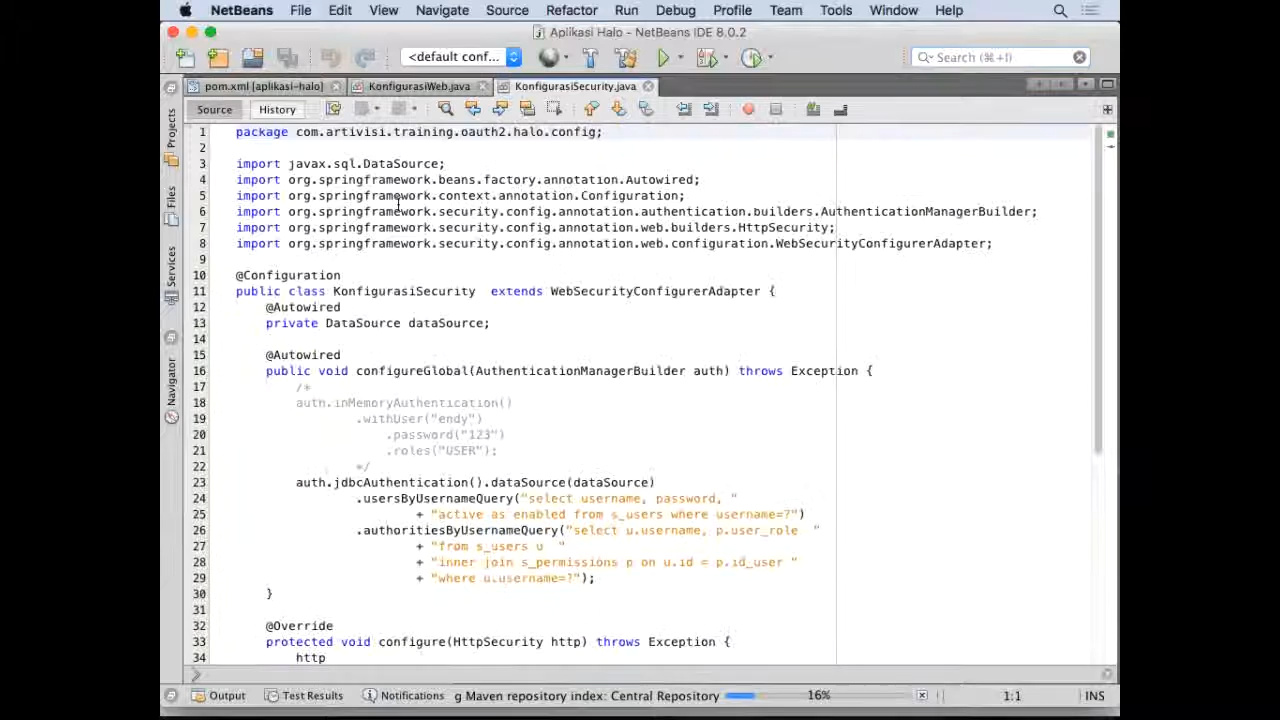 NetBeans File Edit View Navigate Source Refactor Run Debug Profile Team Tools Window Help
Aplikasi Halo - NetBeans IDE 8.0.2
<default conf... Search (⌘+I)
pom.xml [aplikasi-halo] KonfigurasiWeb.java KonfigurasiSecurity.java
Source History
Projects
Files
Services
Navigator
1 package com.artivisi.training.oauth2.halo.config;
2
3 import javax.sql.DataSource;
4 import org.springframework.beans.factory.annotation.Autowired;
5 import org.springframework.context.annotation.Configuration;
6 import org.springframework.security.config.annotation.authentication.builders.AuthenticationManagerBuilder;
7 import org.springframework.security.config.annotation.web.builders.HttpSecurity;
8 import org.springframework.security.config.annotation.web.configuration.WebSecurityConfigurerAdapter;
9
10 @Configuration
11 public class KonfigurasiSecurity  extends WebSecurityConfigurerAdapter {
12 @Autowired
13 private DataSource dataSource;
14
15 @Autowired
16 public void configureGlobal(AuthenticationManagerBuilder auth) throws Exception {
17 /*
18 auth.inMemoryAuthentication()
19 .withUser("endy")
20 .password("123")
21 .roles("USER");
22 */
23 auth.jdbcAuthentication().dataSource(dataSource)
24 .usersByUsernameQuery("select username, password, "
25 + "active as enabled from s_users where username=?")
26 .authoritiesByUsernameQuery("select u.username, p.user_role  "
27 + "from s_users u  "
28 + "inner join s_permissions p on u.id = p.id_user "
29 + "where u.username=?");
30 }
31
32 @Override
33 protected void configure(HttpSecurity http) throws Exception {
34 http
Output Test Results Notifications g Maven repository index: Central Repository 16% 1:1 INS